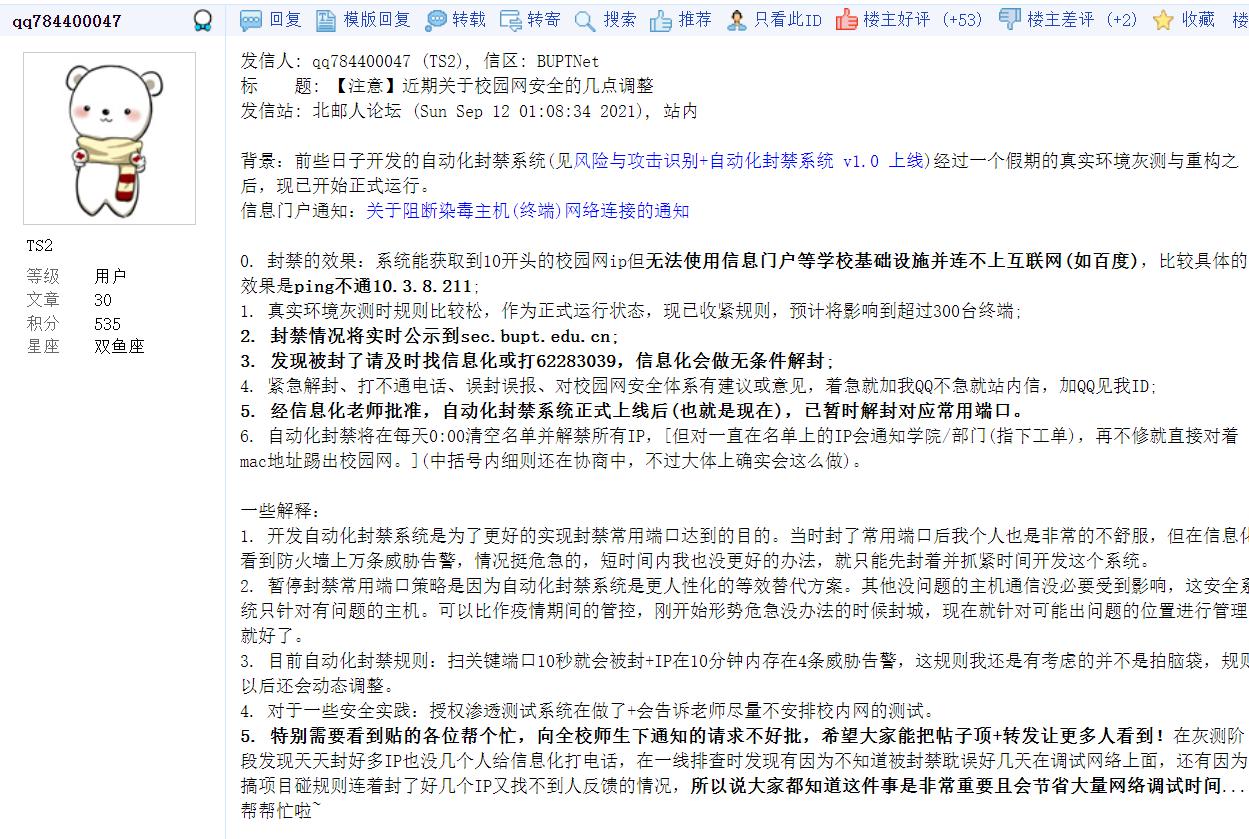 qq784400047 回复 模版回复 转载 转寄 搜索 推荐 只看此ID 楼主好评 (+53) 楼主差评 (+2) 收藏 楼
发信人: qq784400047 (TS2), 信区: BUPTNet
标 题: 【注意】近期关于校园网安全的几点调整
发信站: 北邮人论坛 (Sun Sep 12 01:08:34 2021), 站内
背景: 前些日子开发的自动化封禁系统(见风险与攻击识别+自动化封禁系统 v1.0 上线)经过一个假期的真实环境灰测与重构之
后，现已开始正式运行。
信息门户通知: 关于阻断染毒主机(终端)网络连接的通知
TS2
等级 用户
文章 30
积分 535
星座 双鱼座
0. 封禁的效果: 系统能获取到10开头的校园网ip但无法使用信息门户等学校基础设施并连不上互联网(如百度)，比较具体的
效果是ping不通10.3.8.211;
1. 真实环境灰测时规则比较松，作为正式运行状态，现已收紧规则，预计将影响到超过300台终端;
2. 封禁情况将实时公示到sec.bupt.edu.cn;
3. 发现被封了请及时找信息化或打62283039，信息化会做无条件解封;
4. 紧急解封、打不通电话、误封误报、对校园网安全体系有建议或意见，着急就加我QQ不急就站内信，加QQ见我ID;
5. 经信息化老师批准，自动化封禁系统正式上线后(也就是现在)，已暂时解封对应常用端口。
6. 自动化封禁将在每天0:00清空名单并解禁所有IP，[但对一直在名单上的IP会通知学院/部门(指下工单)，再不修就直接对着
mac地址踢出校园网。](中括号内细则还在协商中，不过大体上确实会这么做)。
一些解释:
1. 开发自动化封禁系统是为了更好的实现封禁常用端口达到的目的。当时封了常用端口后我个人也是非常的不舒服，但在信息化
看到防火墙上万条威胁告警，情况挺危急的，短时间内我也没更好的办法，就只能先封着并抓紧时间开发这个系统。
2. 暂停封禁常用端口策略是因为自动化封禁系统是更人性化的等效替代方案。其他没问题的主机通信没必要受到影响，这安全系
统只针对有问题的主机。可以比作疫情期间的管控，刚开始形势危急没办法的时候封城，现在就针对可能出问题的位置进行管理
就好了。
3. 目前自动化封禁规则: 扫关键端口10秒就会被封+IP在10分钟内存在4条威胁告警，这规则我还是有考虑的并不是拍脑袋，规则
以后还会动态调整。
4. 对于一些安全实践: 授权渗透测试系统在做了+会告诉老师尽量不安排校内网的测试。
5. 特别需要看到贴的各位帮个忙，向全校师生下通知的请求不好批，希望大家能把帖子顶+转发让更多人看到! 在灰测阶
段发现天天封好多IP也没几个人给信息化打电话，在一线排查时发现有因为不知道被封禁耽误好几天在调试网络上面，还有因为
搞项目碰规则连着封了好几个IP又找不到人反馈的情况，所以说大家都知道这件事是非常重要且会节省大量网络调试时间...
帮帮忙啦~